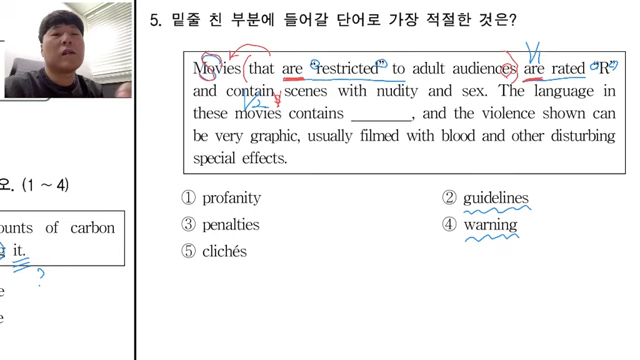 5. 밑줄 친 부분에 들어갈 단어로 가장 적절한 것은?
Movies that are "restricted" to adult audiences are rated "R"
and contain scenes with nudity and sex. The language in
these movies contains ________, and the violence shown can
be very graphic, usually filmed with blood and other disturbing
special effects.
① profanity
② guidelines
③ penalties
④ warning
⑤ clichés
V1
V2
오. (1 ~ 4)
ounts of carbon
g it.
?
e
e